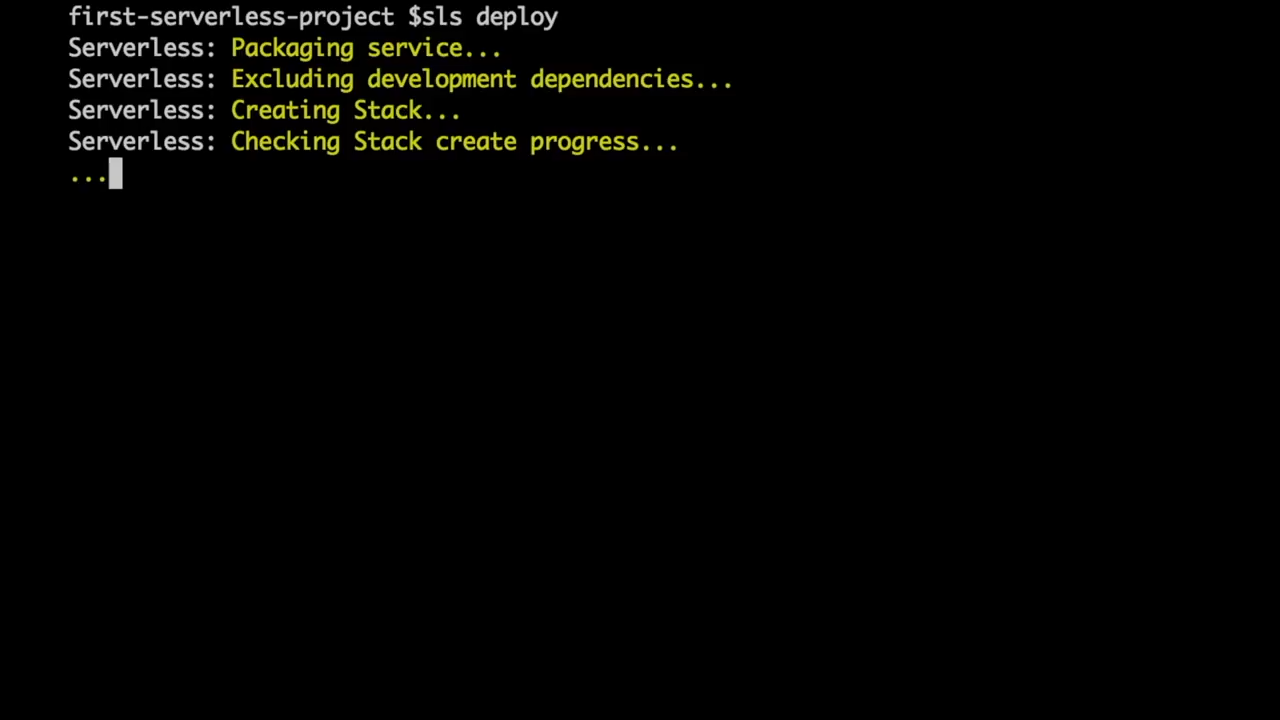 first-serverless-project $sls deploy
Serverless: Packaging service...
Serverless: Excluding development dependencies...
Serverless: Creating Stack...
Serverless: Checking Stack create progress...
...